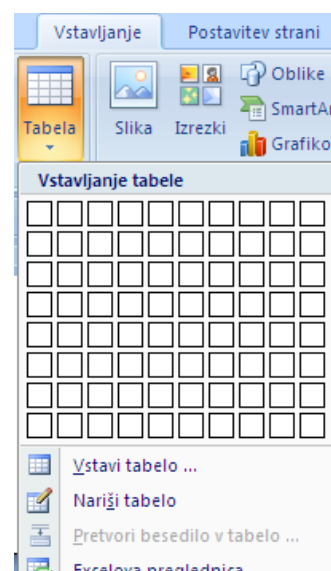 Vstavljanje Postavitev strani
Tabela Slika Izrezki Oblike
SmartAr
Grafiko
Vstavljanje tabele
Vstavi tabelo ...
Nariši tabelo
Pretvori besedilo v tabelo ...
Excelova preglednica